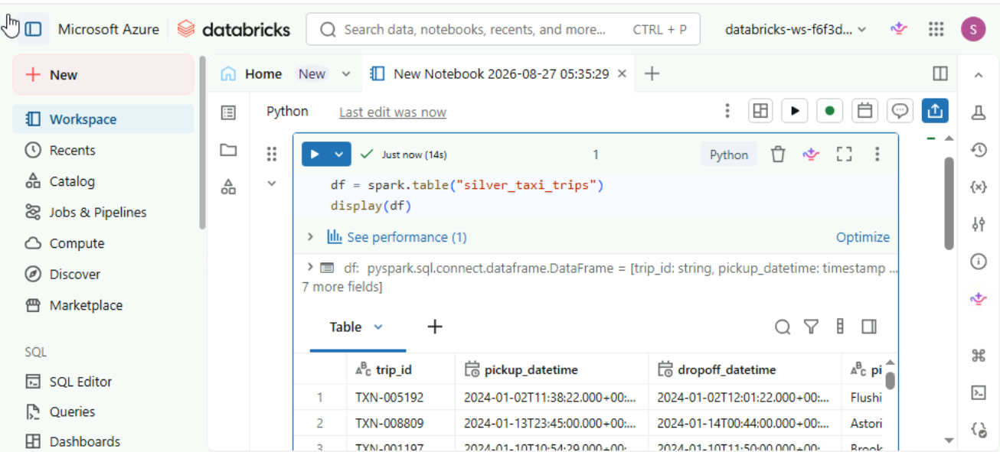 Microsoft Azure databricks Search data, notebooks, recents, and more... CTRL + P databricks-ws-f6f3d... S
New
Home New New Notebook 2026-08-27 05:35:29
Workspace
Python Last edit was now
Recents
Just now (14s) 1 Python
Catalog
df = spark.table("silver_taxi_trips")
display(df)
Jobs & Pipelines
See performance (1) Optimize
Compute
df: pyspark.sql.connect.dataframe.DataFrame = [trip_id: string, pickup_datetime: timestamp ...
7 more fields]
Discover
Marketplace
Table
SQL
trip_id pickup_datetime dropoff_datetime pi
SQL Editor
1 TXN-005192 2024-01-02T11:38:22.000+00:... 2024-01-02T12:01:22.000+00:... Flushi
Queries
2 TXN-008809 2024-01-13T23:45:00.000+00:... 2024-01-14T00:44:00.000+00:... Astori
Dashboards
3 TXN-001197 2024-01-10T10:54:29.000+00: 2024-01-10T11:50:00.000+00: Brook